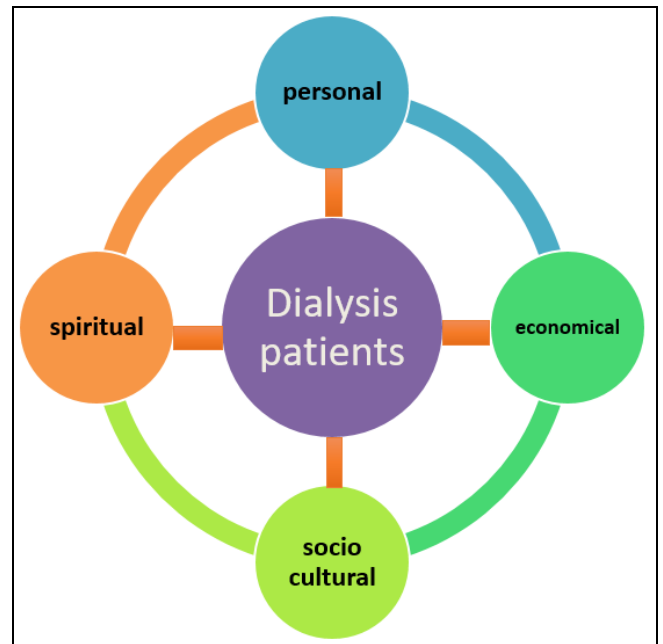 personal
spiritual
Dialysis
patients
economical
socio
cultural